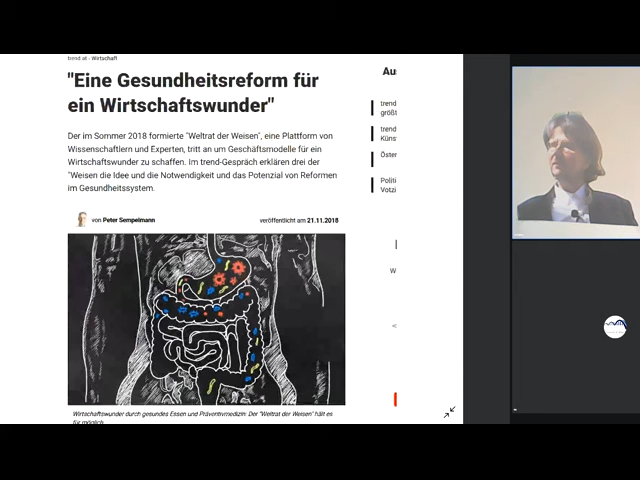 trend.at - Wirtschaft
"Eine Gesundheitsreform für
ein Wirtschaftswunder"
Der im Sommer 2018 formierte "Weltrat der Weisen", eine Plattform von
Wissenschaftlern und Experten, tritt an um Geschäftsmodelle für ein
Wirtschaftswunder zu schaffen. Im trend-Gespräch erklären drei der
"Weisen die Idee und die Notwendigkeit und das Potenzial von Reformen
im Gesundheitssystem.
von Peter Sempelmann
veröffentlicht am 21.11.2018
Wirtschaftswunder durch gesundes Essen und Präventivmedizin: Der "Weltrat der Weisen" hält es
für möglich.
trend
größt
trend
Küns
Öster
Politi
Votzi